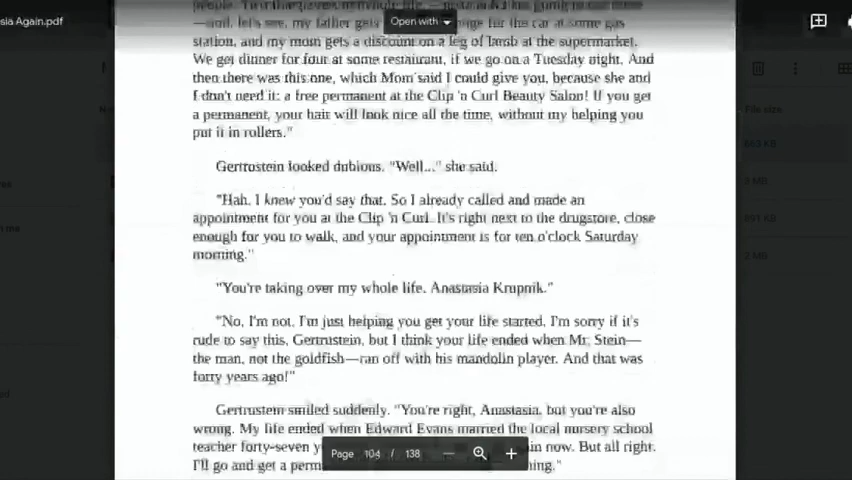 sia Again.pdf
Open with
station, and my mom gets a discount on a leg of lamb at the supermarket.
We get dinner for four at some restaurant, if we go on a Tuesday night. And
then there was this one, which Mom said I could give you, because she and
I don't need it: a free permanent at the Clip 'n Curl Beauty Salon! If you get
a permanent, your hair will look nice all the time, without my helping you
put it in rollers."
Gertrustein looked dubious. "Well..." she said.
"Hah. I knew you'd say that. So I already called and made an
appointment for you at the Clip 'n Curl. It's right next to the drugstore, close
enough for you to walk, and your appointment is for ten o'clock Saturday
morning."
"You're taking over my whole life, Anastasia Krupnik."
"No, I'm not. I'm just helping you get your life started. I'm sorry if it's
rude to say this, Gertrustein, but I think your life ended when Mr. Stein—
the man, not the goldfish—ran off with his mandolin player. And that was
forty years ago!"
Gertrustein smiled suddenly. "You're right, Anastasia, but you're also
wrong. My life ended when Edward Evans married the local nursery school
teacher forty-seven y in now. But all right.
I'll go and get a perm ing."
Page 104 / 138
File size